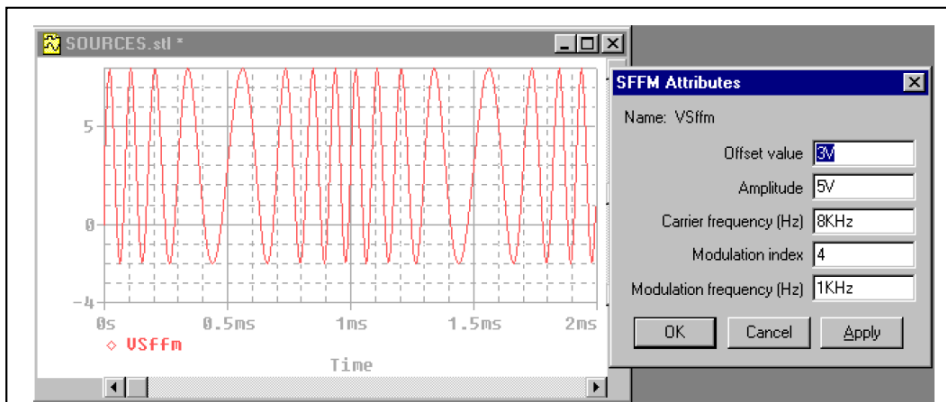 SOURCES.stl *
5
0
-4
0s 0.5ms 1ms 1.5ms 2ms
VSffm
Time
SFFM Attributes
Name: VSffm
Offset value 3V
Amplitude 5V
Carrier frequency (Hz) 8KHz
Modulation index 4
Modulation frequency (Hz) 1KHz
OK Cancel Apply